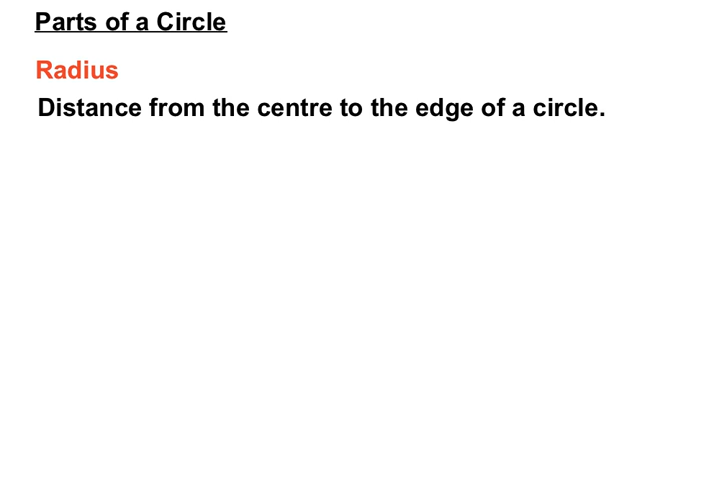 Parts of a Circle
Radius
Distance from the centre to the edge of a circle.